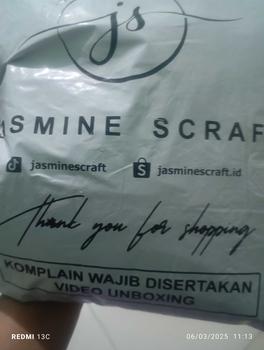 js
SMINE SCRAF
jasminescraft jasminescraft.id
Thank you for shopping
KOMPLAIN WAJIB DISERTAKAN
VIDEO UNBOXING
REDMI 13C 06/03/2025 11:13